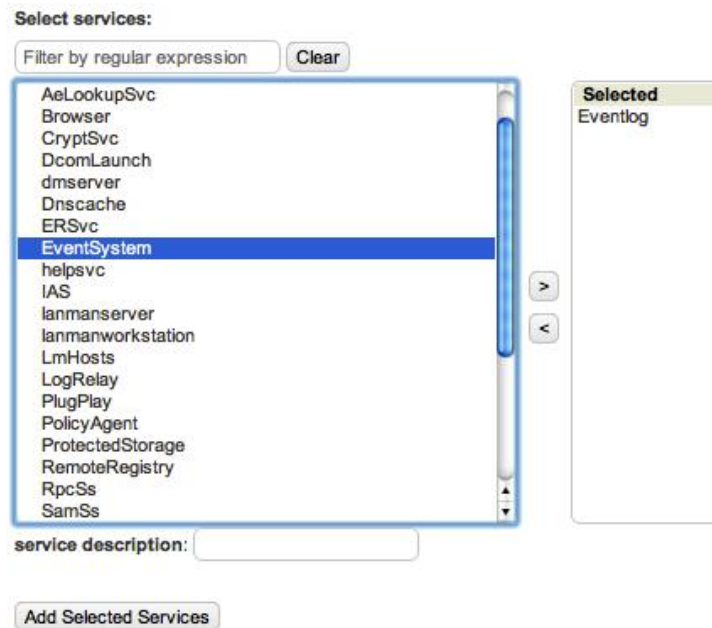 Select services:
Filter by regular expression
Clear
AeLookupSvc
Browser
CryptSvc
DcomLaunch
dmserver
Dnscache
ERSvc
EventSystem
helpsvc
IAS
lanmanserver
lanmanworkstation
LmHosts
LogRelay
PlugPlay
PolicyAgent
ProtectedStorage
RemoteRegistry
RpcSs
SamSs
>
<
Selected
Eventlog
service description:
Add Selected Services